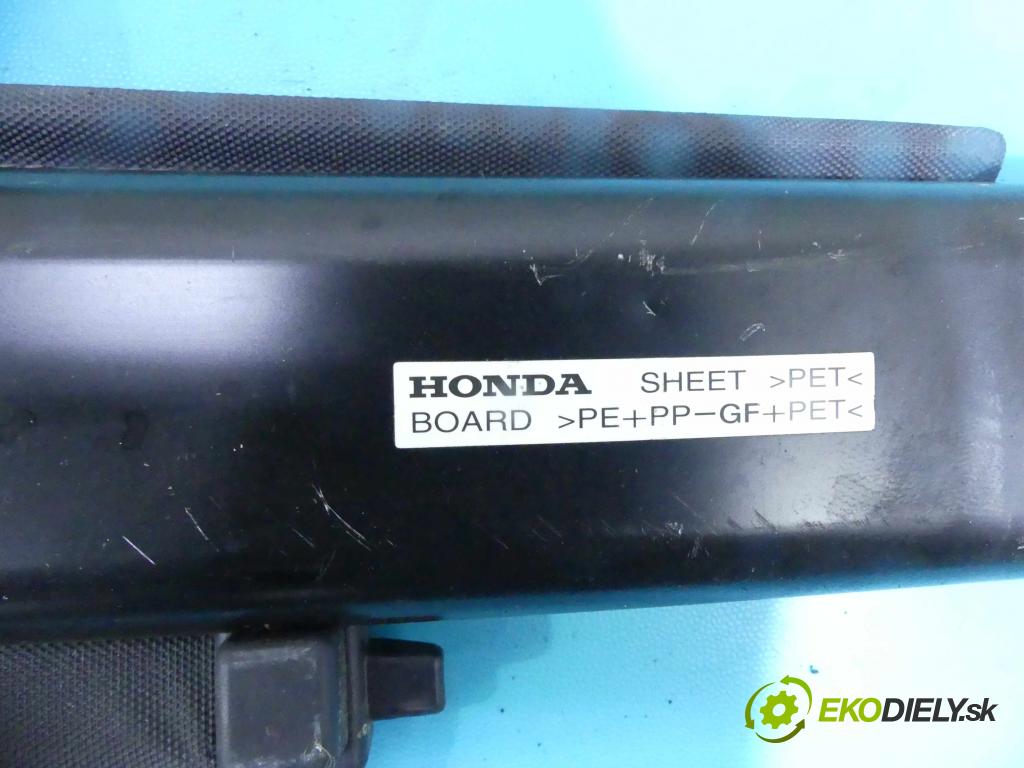 HONDA SHEET >PET<
BOARD >PE+PP-GF+PET<
EKODIELY.sk